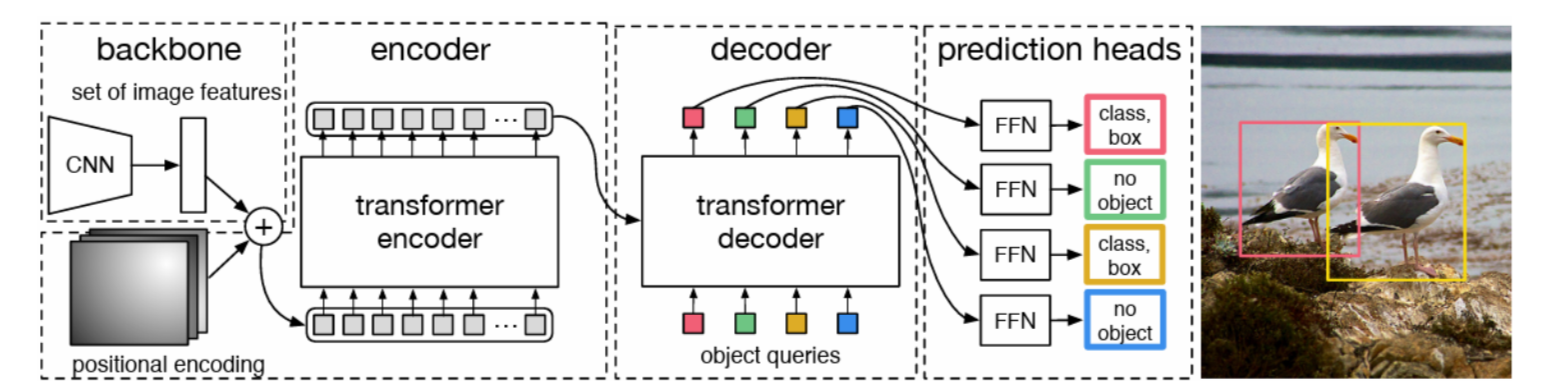 backbone
set of image features
CNN
+
positional encoding
encoder
...
transformer
encoder
...
decoder
transformer
decoder
object queries
prediction heads
FFN
class,
box
FFN
no
object
FFN
class,
box
FFN
no
object